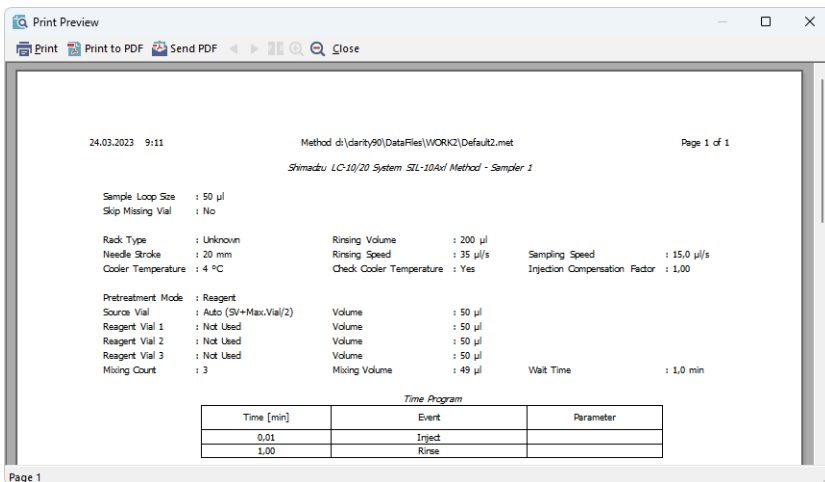 Print Preview
Print Print to PDF Send PDF Close
24.03.2023 9:11 Method d:\clarity90\DataFiles\WORK2\Default2.met Page 1 of 1
Shimadzu LC-10/20 System SIL-10Axl Method - Sampler 1
Sample Loop Size : 50 µl
Skip Missing Vial : No
Rack Type : Unknown Rinsing Volume : 200 µl
Needle Stroke : 20 mm Rinsing Speed : 35 µl/s Sampling Speed : 15,0 µl/s
Cooler Temperature : 4 °C Check Cooler Temperature : Yes Injection Compensation Factor : 1,00
Pretreatment Mode : Reagent
Source Vial : Auto (SV+Max.Vial/2) Volume : 50 µl
Reagent Vial 1 : Not Used Volume : 50 µl
Reagent Vial 2 : Not Used Volume : 50 µl
Reagent Vial 3 : Not Used Volume : 50 µl
Mixing Count : 3 Mixing Volume : 49 µl Wait Time : 1,0 min
Time Program
Time [min] Event Parameter
0,01 Inject
1,00 Rinse
Page 1